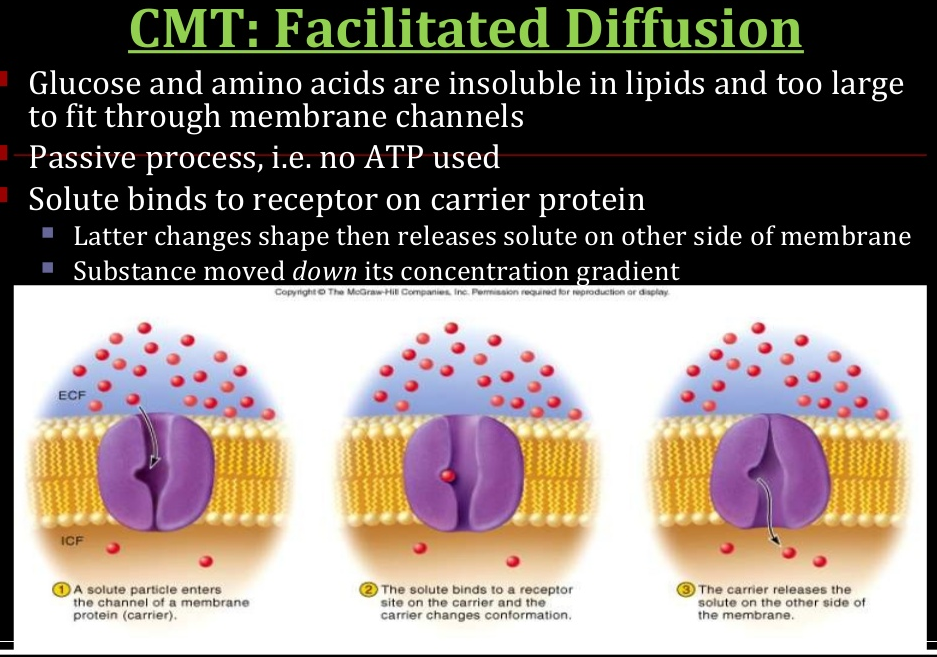 CMT: Facilitated Diffusion
Glucose and amino acids are insoluble in lipids and too large
to fit through membrane channels
Passive process, i.e. no ATP used
Solute binds to receptor on carrier protein
Latter changes shape then releases solute on other side of membrane
Substance moved down its concentration gradient
Copyright © The McGraw-Hill Companies, Inc. Permission required for reproduction or display.
ECF
ICF
1 A solute particle enters
the channel of a membrane
protein (carrier).
2 The solute binds to a receptor
site on the carrier and the
carrier changes conformation.
3 The carrier releases the
solute on the other side of
the membrane.